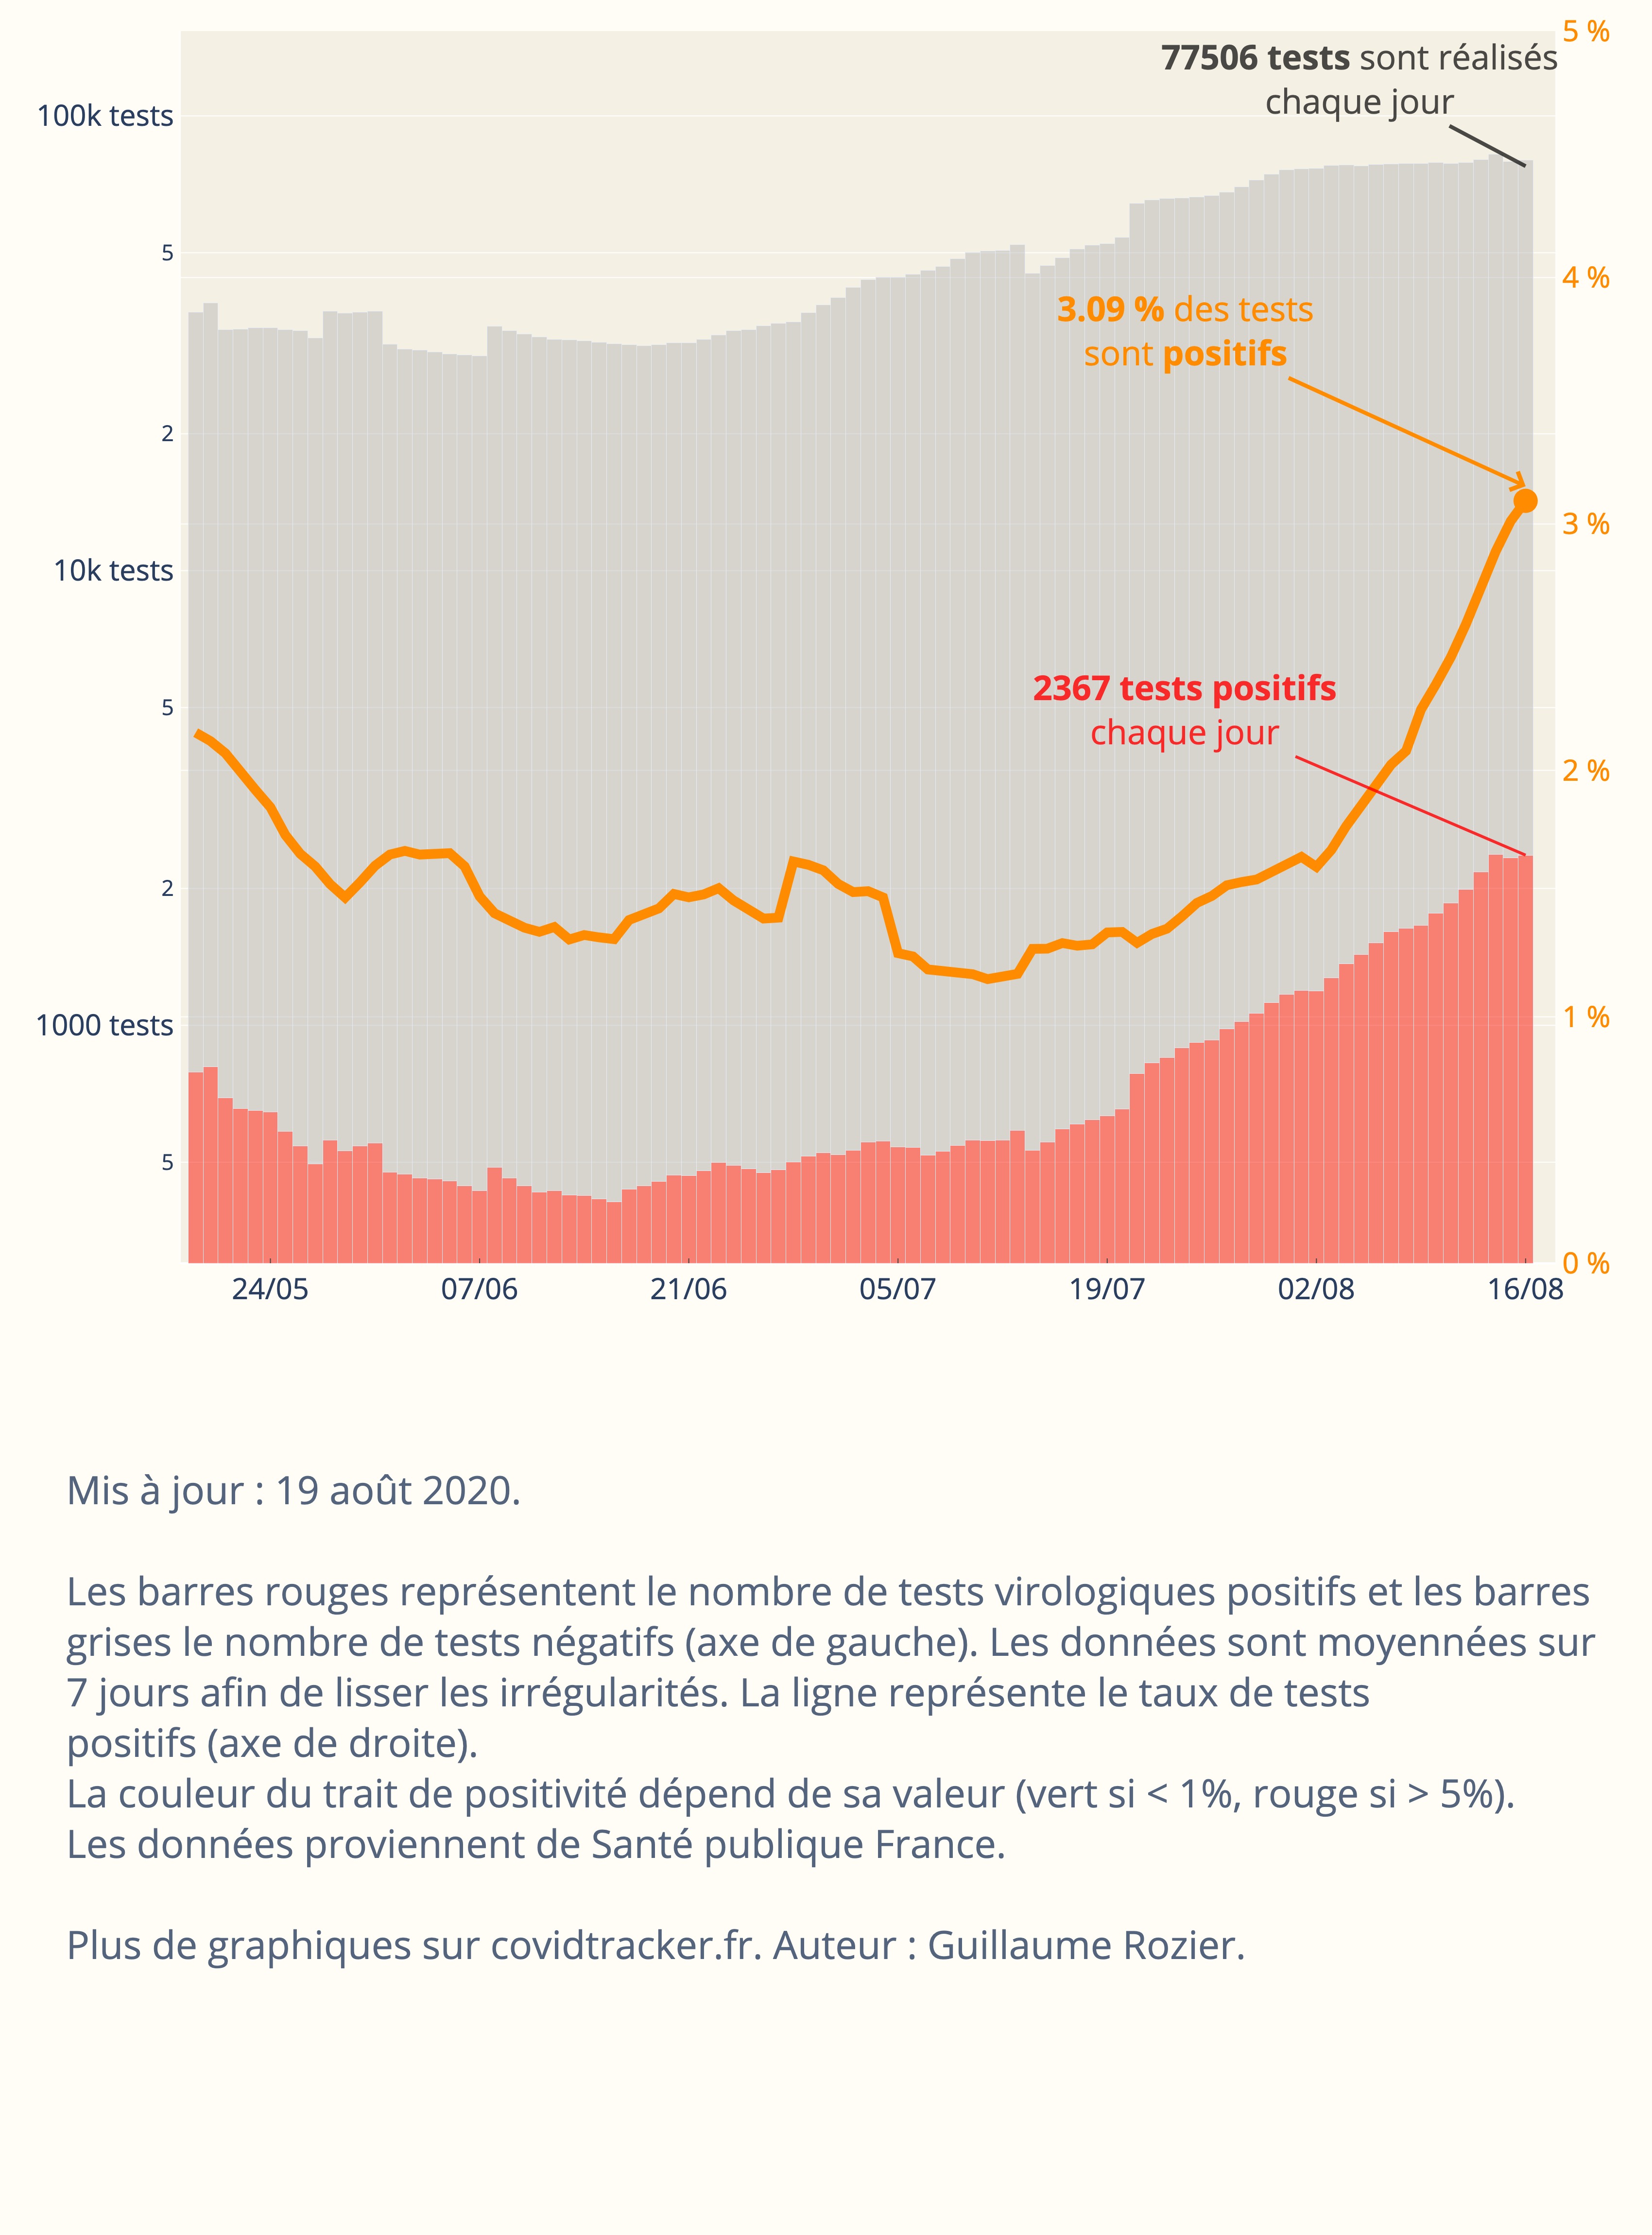 5 %
77506 tests sont réalisés
chaque jour
100k tests
5
4 %
3.09 % des tests
sont positifs
2
3 %
10k tests
2367 tests positifs
chaque jour
5
2 %
2
1000 tests
1 %
5
0 %
24/05 07/06 21/06 05/07 19/07 02/08 16/08
Mis à jour : 19 août 2020.
Les barres rouges représentent le nombre de tests virologiques positifs et les barres
grises le nombre de tests négatifs (axe de gauche). Les données sont moyennées sur
7 jours afin de lisser les irrégularités. La ligne représente le taux de tests
positifs (axe de droite).
La couleur du trait de positivité dépend de sa valeur (vert si < 1%, rouge si > 5%).
Les données proviennent de Santé publique France.
Plus de graphiques sur covidtracker.fr. Auteur : Guillaume Rozier.